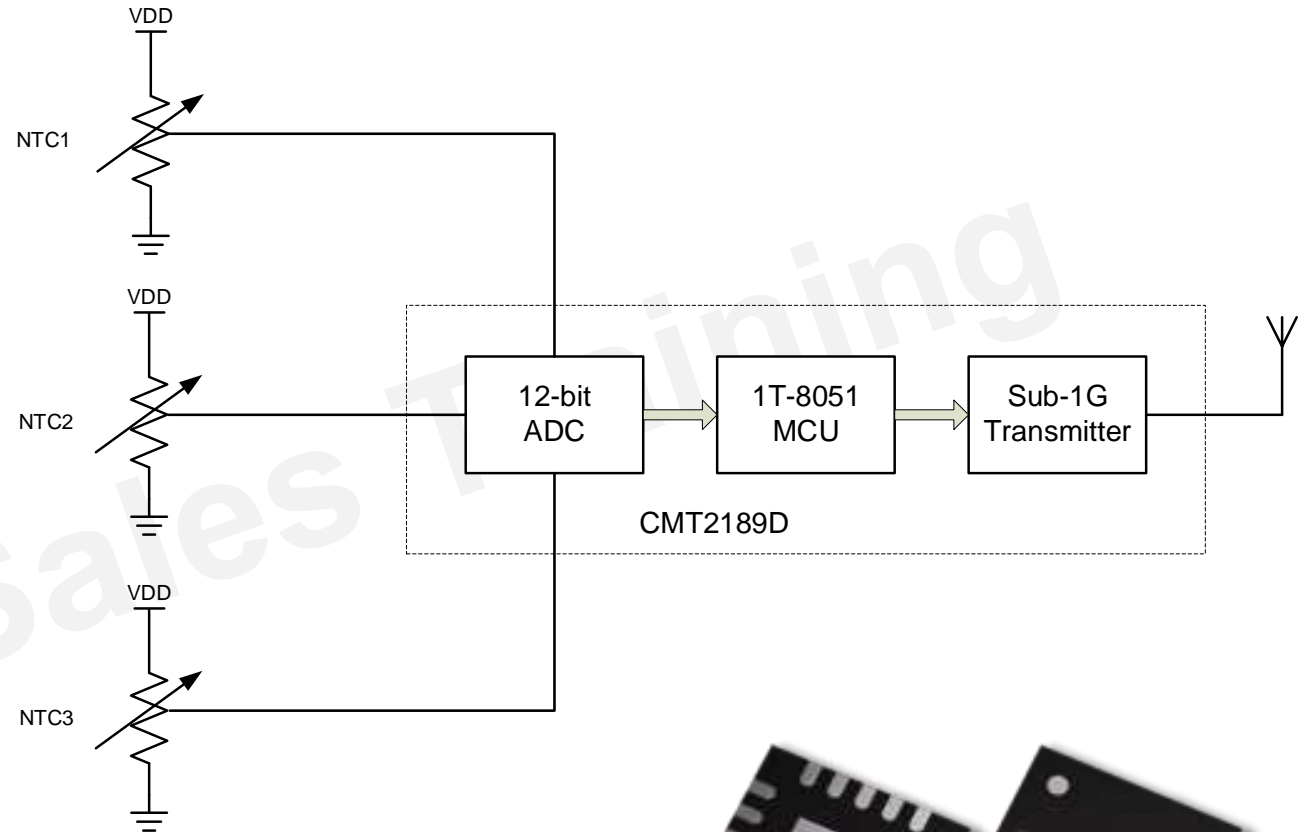 VDD
NTC1
VDD
NTC2
VDD
NTC3
12-bit
ADC
1T-8051
MCU
Sub-1G
Transmitter
CMT2189D
Sales Training